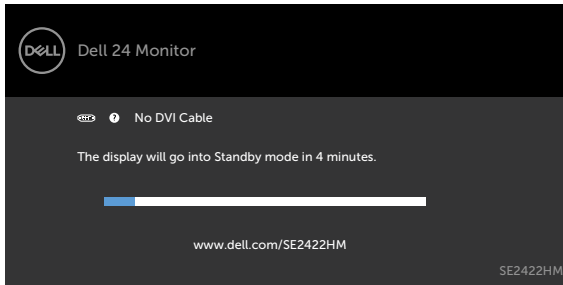 DELL
Dell 24 Monitor
? No DVI Cable
The display will go into Standby mode in 4 minutes.
www.dell.com/SE2422HM
SE2422HM